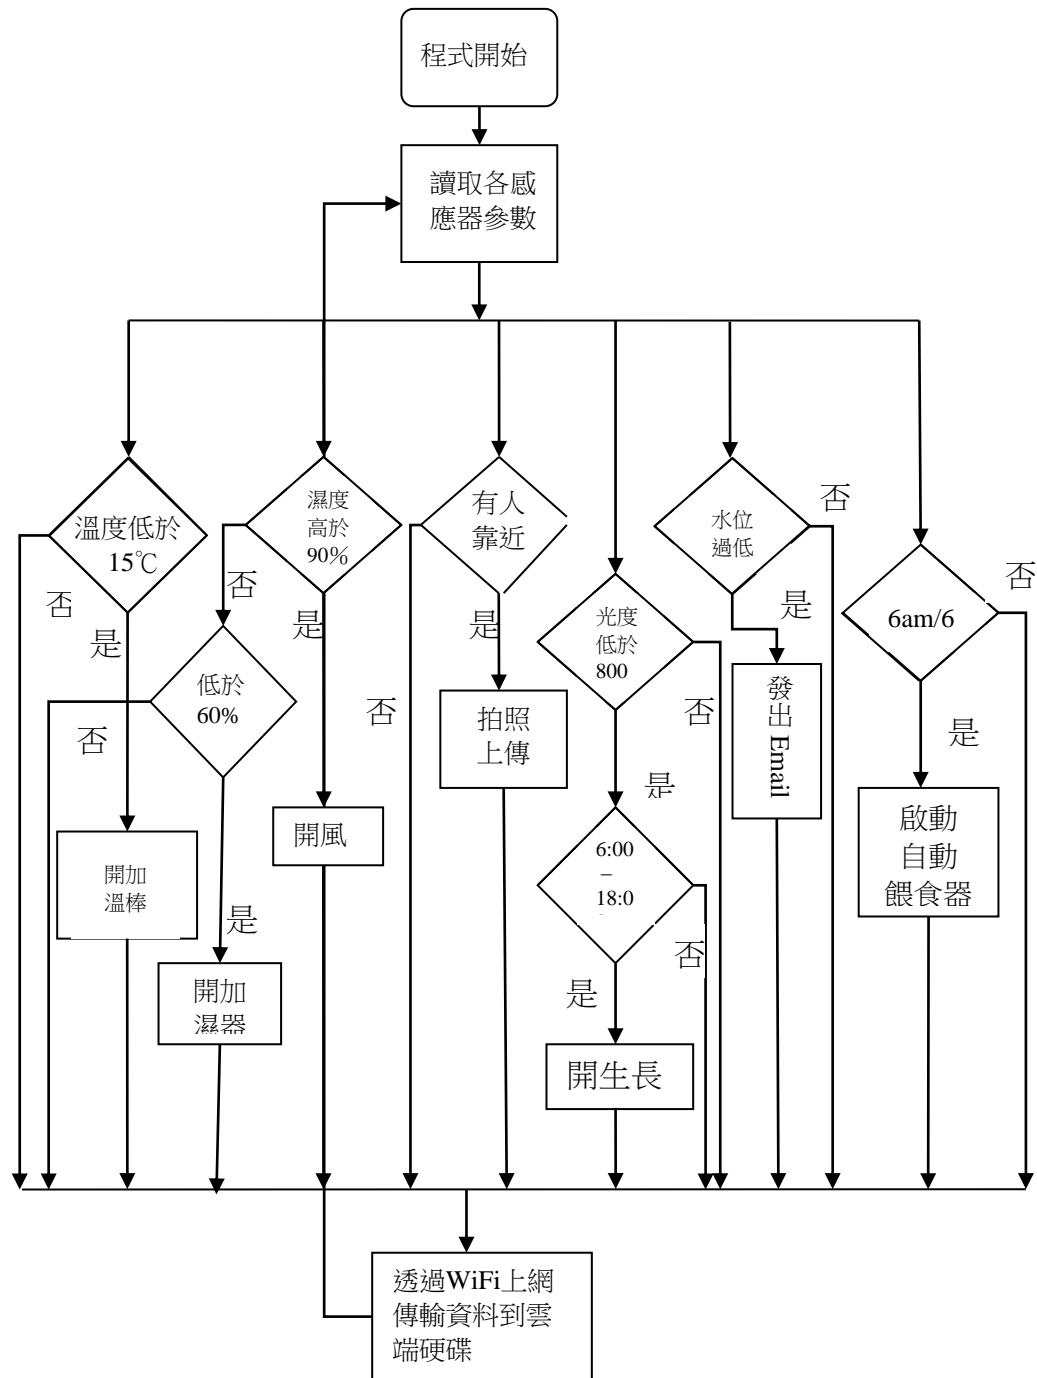 程式開始
讀取各感
應器參數
溫度低於
15℃
否
是
濕度
高於
90%
否
是
低於
60%
否
是
開加
溫棒
開加
濕器
開風
有人
靠近
否
是
拍照
上傳
光度
低於
800
否
是
6:00
–
18:0
否
是
開生長
水位
過低
否
是
發出 Email
6am/6
否
是
啟動
自動
餵食器
透過WiFi上網
傳輸資料到雲
端硬碟